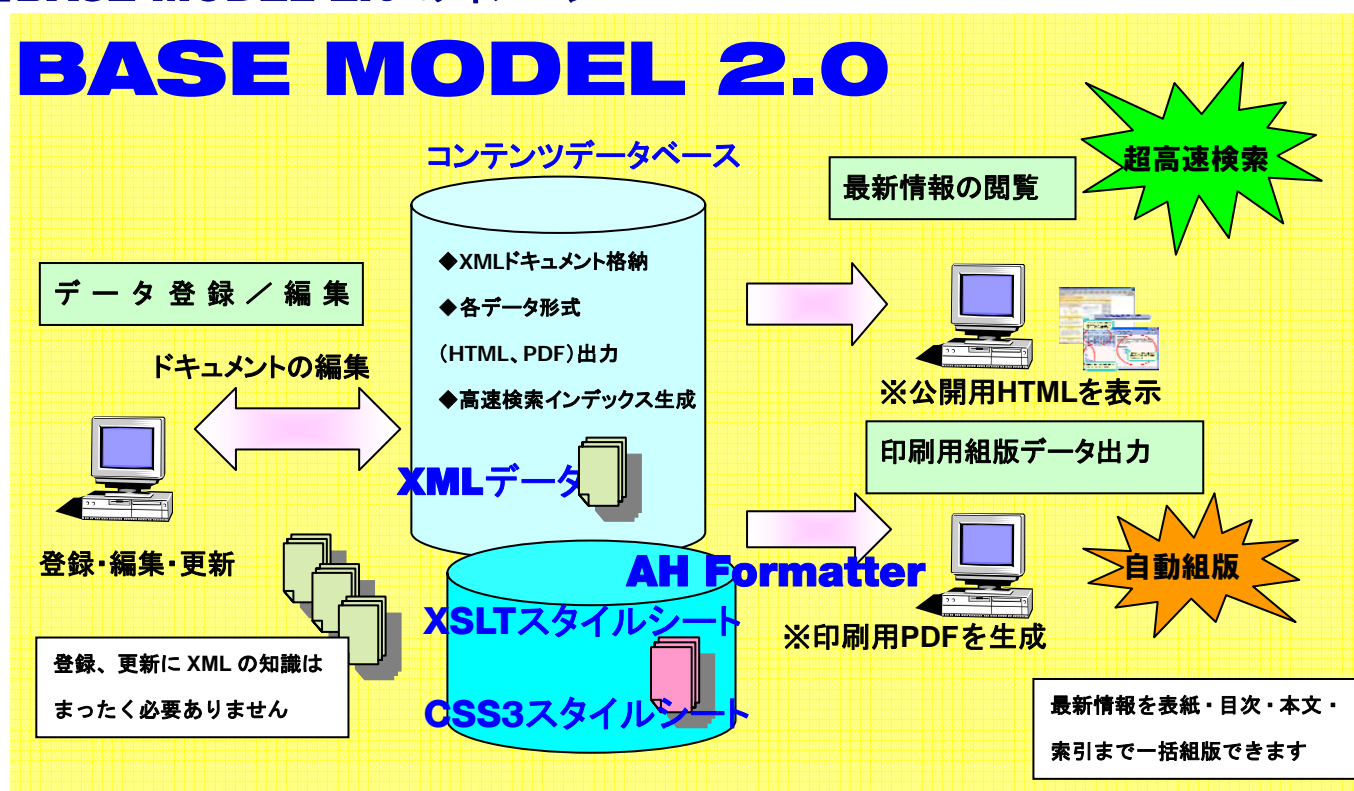 BASE MODEL 2.0
コンテンツデータベース
超高速検索
最新情報の閲覧
◆XMLドキュメント格納
データ登録／編集
◆各データ形式
（HTML、PDF）出力
ドキュメントの編集
◆高速検索インデックス生成
※公開用HTMLを表示
印刷用組版データ出力
XMLデータ
登録・編集・更新
AH Formatter
自動組版
XSLTスタイルシート
※印刷用PDFを生成
登録、更新に XML の知識は
まったく必要ありません
CSS3スタイルシート
最新情報を表紙・目次・本文・
索引まで一括組版できます